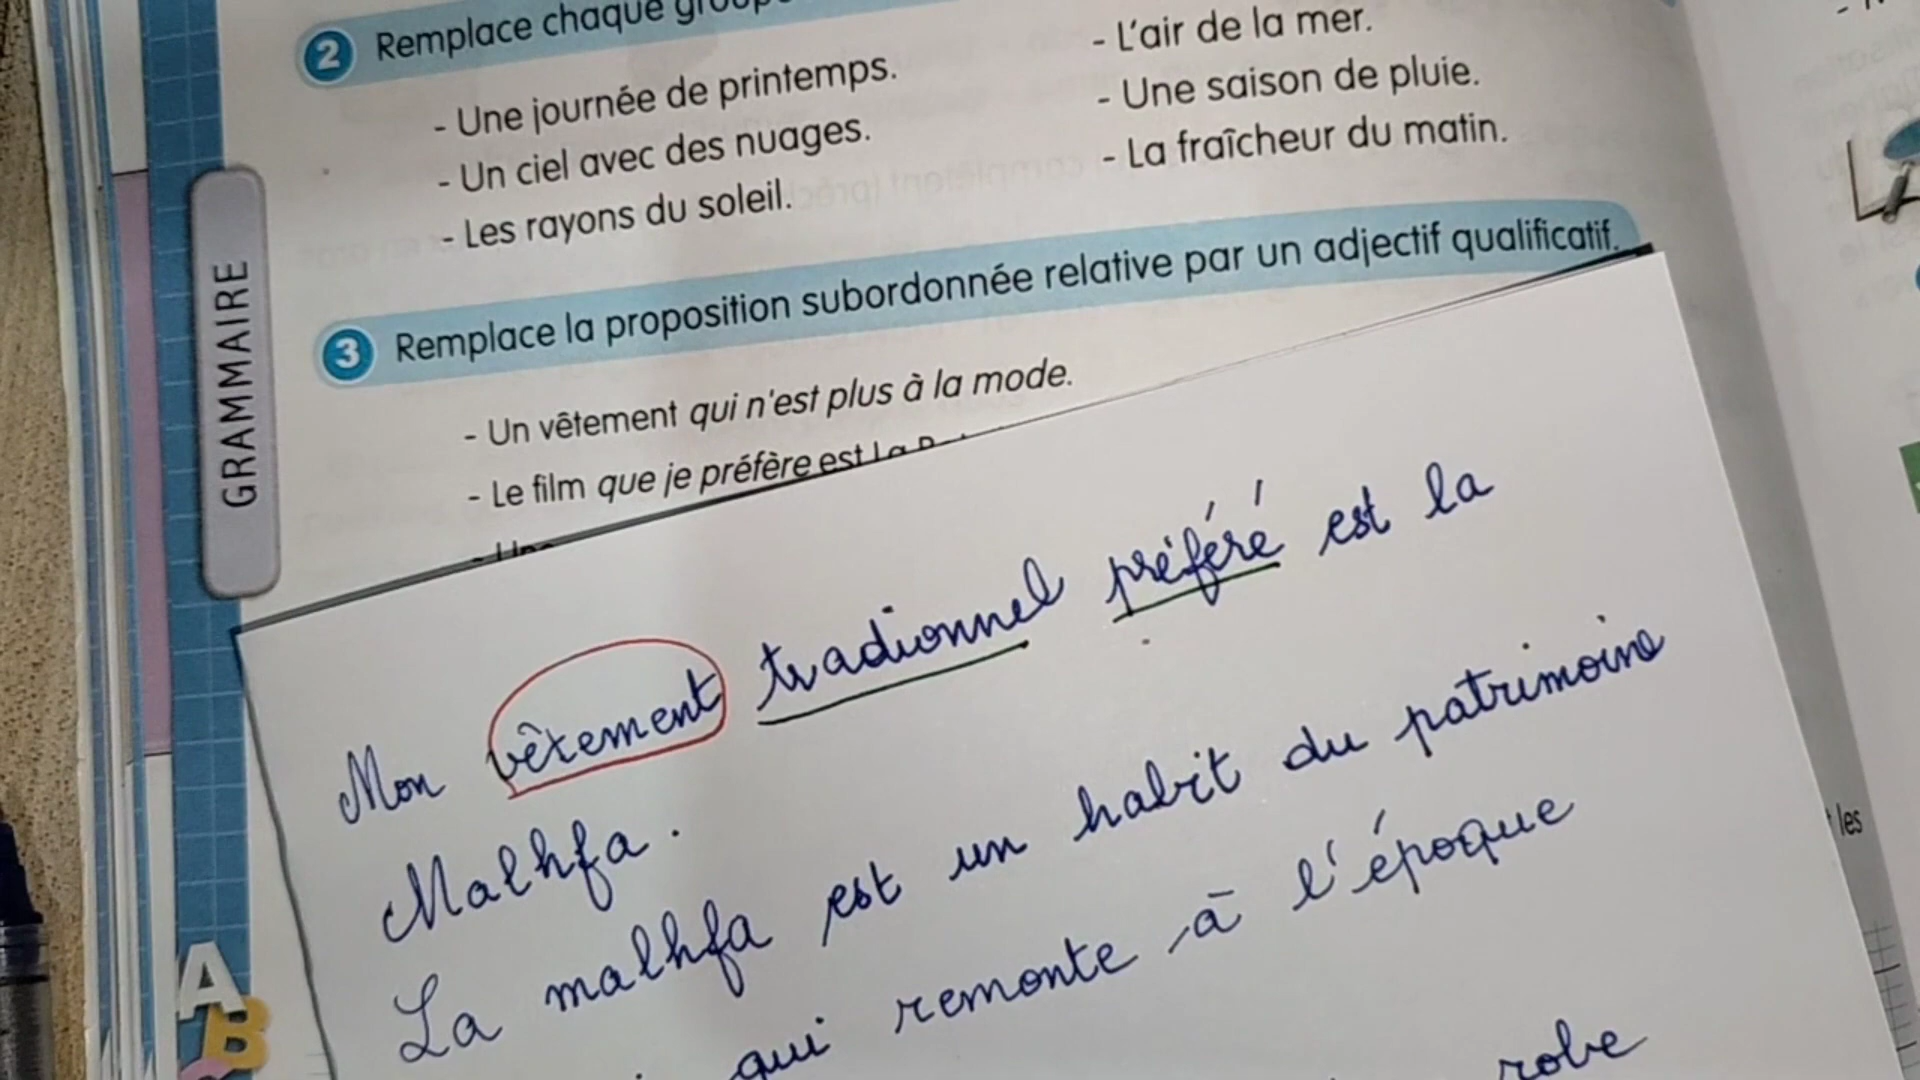 2 Remplace chaque
- Une journée de printemps.
- Un ciel avec des nuages.
- Les rayons du soleil.
- L'air de la mer.
- Une saison de pluie.
- La fraîcheur du matin.
GRAMMAIRE
3 Remplace la proposition subordonnée relative par un adjectif qualificatif.
- Un vêtement qui n'est plus à la mode.
- Le film que je préfère est La
Mon vêtement tradionnel préféré est la
Malhfa.
La malhfa est un habit du patrimoine
qui remonte à l'époque
robe
les
A
B